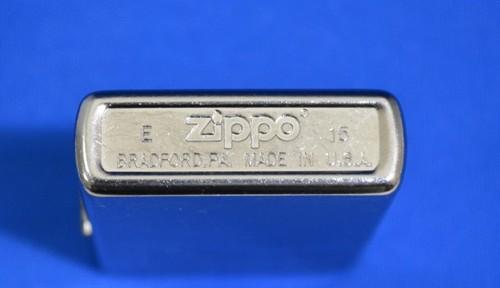 E Zippo 15
BRADFORD, PA. MADE IN U.S.A.